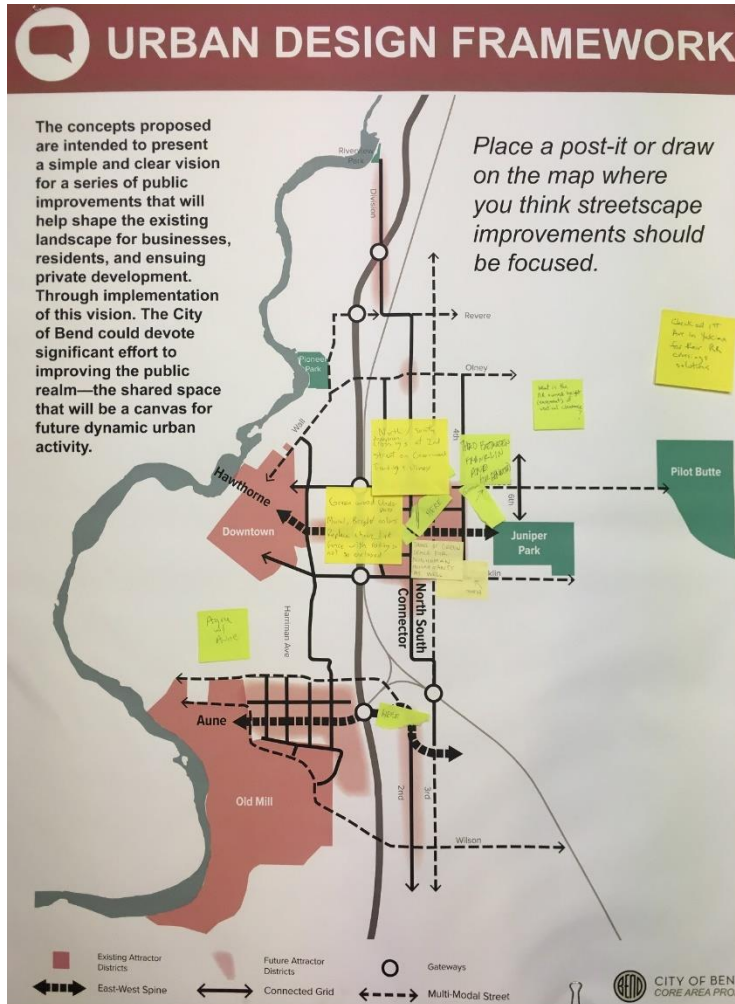 URBAN DESIGN FRAMEWORK
The concepts proposed
are intended to present
a simple and clear vision
for a series of public
improvements that will
help shape the existing
landscape for businesses,
residents, and ensuing
private development.
Through implementation
of this vision. The City
of Bend could devote
significant effort to
improving the public
realm—the shared space
that will be a canvas for
future dynamic urban
activity.
Place a post-it or draw
on the map where
you think streetscape
improvements should
be focused.
Riverview
Park
Division
Revere
Pioneer
Park
Olney
Wall
4th
6th
Hawthorne
Downtown
Pilot Butte
Juniper
Park
HERE
klin
North South
Connector
Harriman Ave
Aune
HERE
Old Mill
2nd
3rd
Wilson
Existing Attractor
Districts
Future Attractor
Districts
Gateways
East-West Spine
Connected Grid
Multi-Modal Street
BEND
CITY OF BEN
CORE AREA PRO